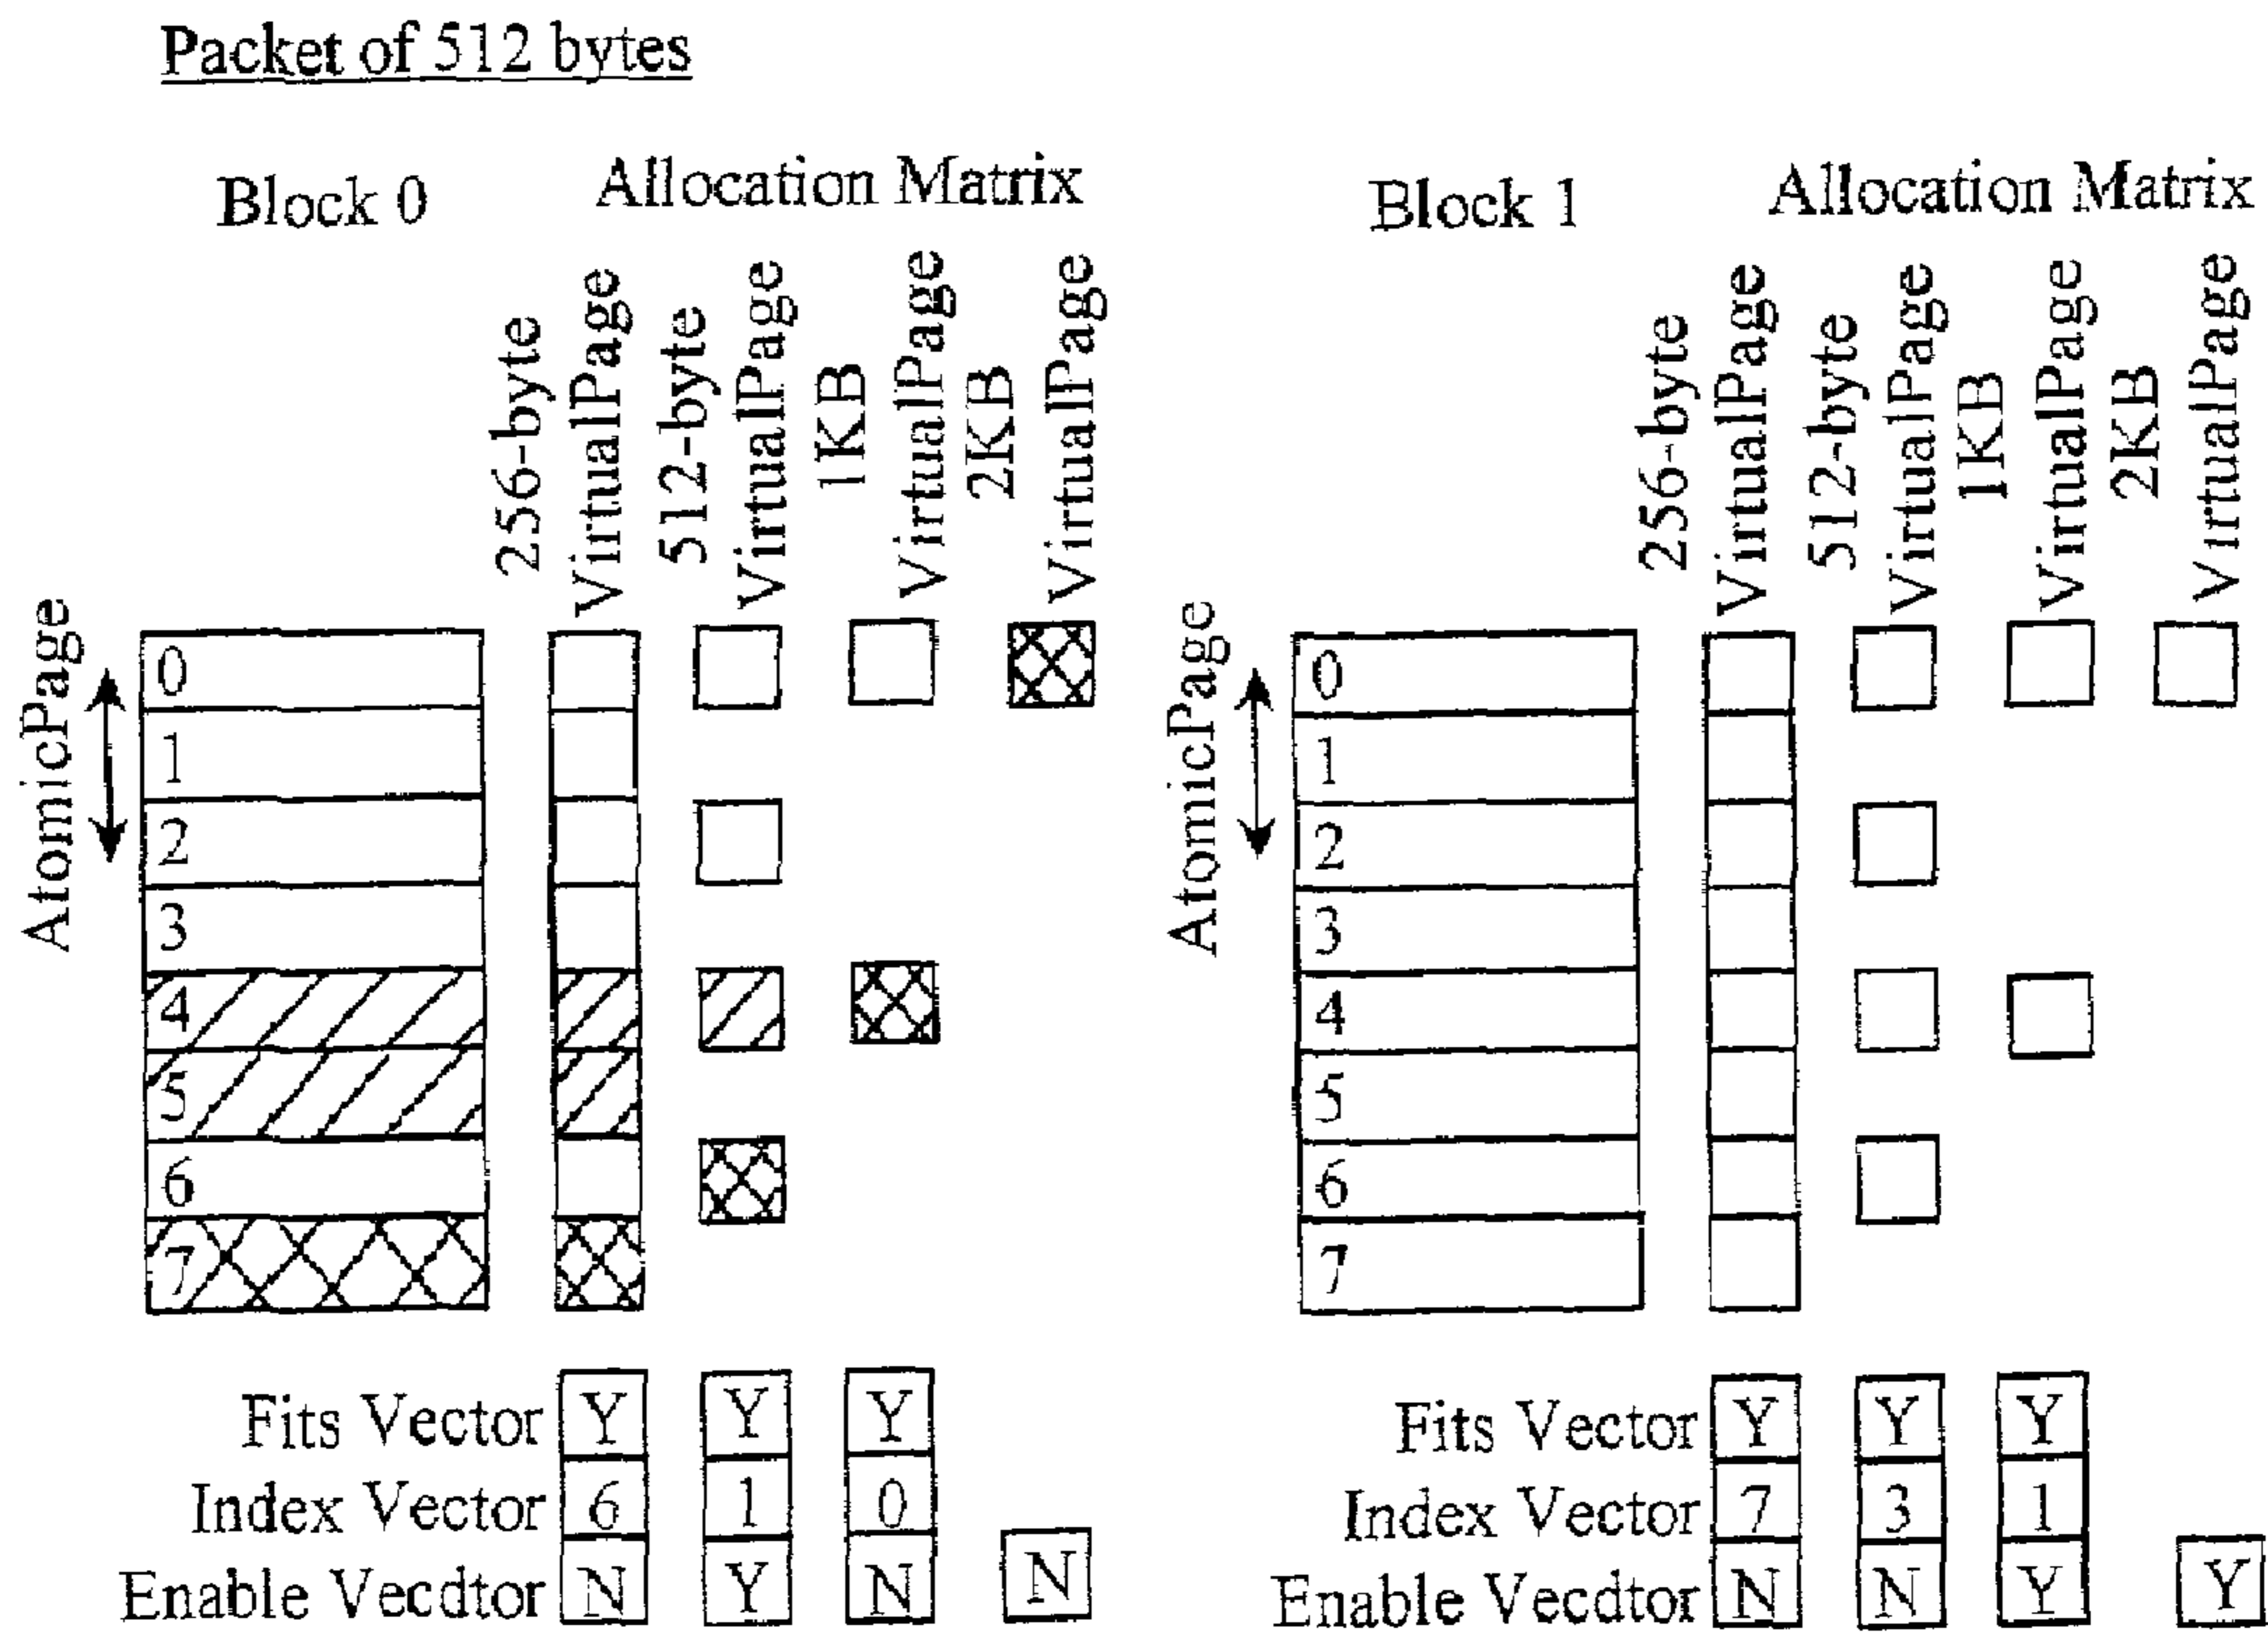 Packet of 512 bytes
Block 0
Allocation Matrix
256-byte
VirtualPage
512-byte
VirtualPage
1KB
VirtualPage
2KB
VirtualPage
AtomicPage
0
1
2
3
4
5
6
7
Fits Vector Y Y Y
Index Vector 6 1 0
Enable Vecdtor N Y N N
Block 1
Allocation Matrix
256-byte
VirtualPage
512-byte
VirtualPage
1KB
VirtualPage
2KB
VirtualPage
AtomicPage
0
1
2
3
4
5
6
7
Fits Vector Y Y Y
Index Vector 7 3 1
Enable Vecdtor N N Y Y